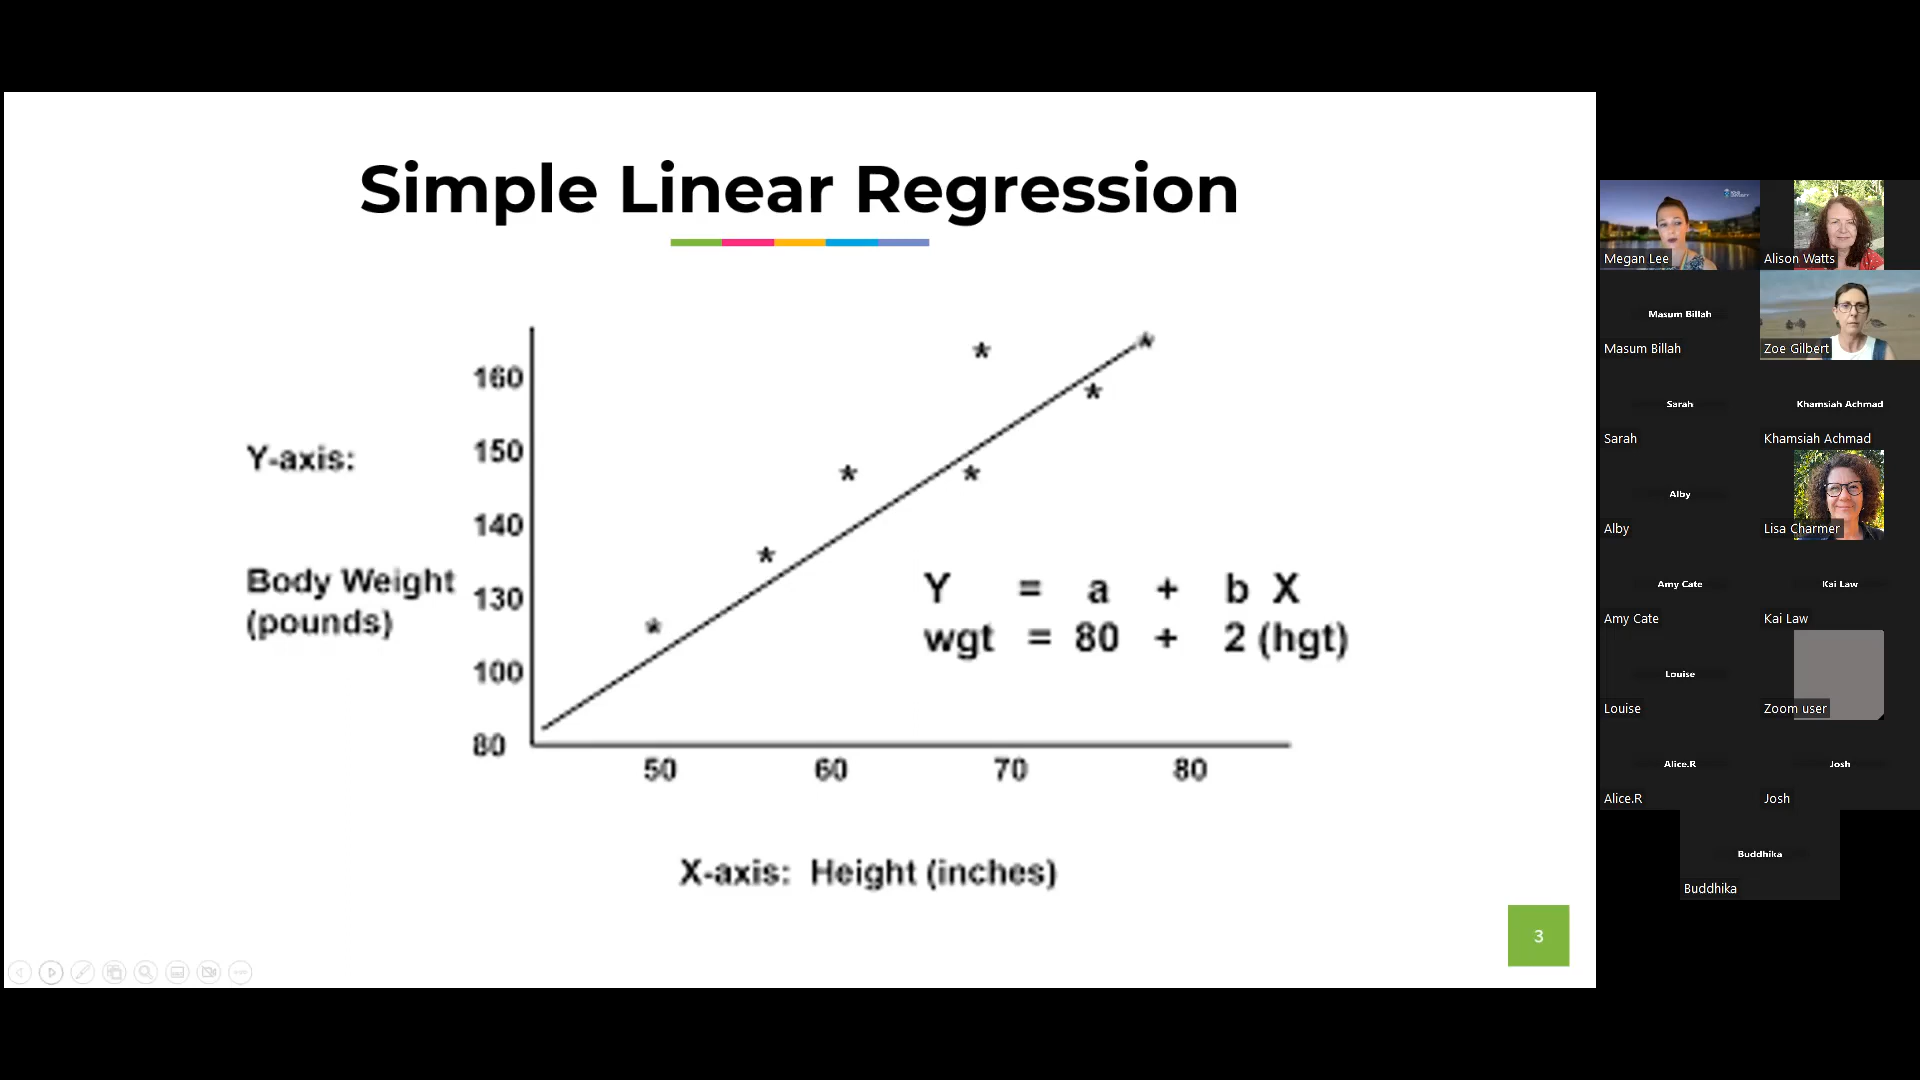 Simple Linear Regression
160
Y-axis:
150
140
Body Weight
(pounds)
130
100
80
Y = a + b X
wgt = 80 + 2 (hgt)
50 60 70 80
X-axis: Height (inches)
3
Megan Lee
Alison Watts
Masum Billah
Masum Billah
Zoe Gilbert
Sarah
Sarah
Khamsiah Achmad
Khamsiah Achmad
Alby
Alby
Lisa Charmer
Amy Cate
Amy Cate
Kai Law
Kai Law
Louise
Louise
Zoom user
Alice.R
Alice.R
Josh
Josh
Buddhika
Buddhika